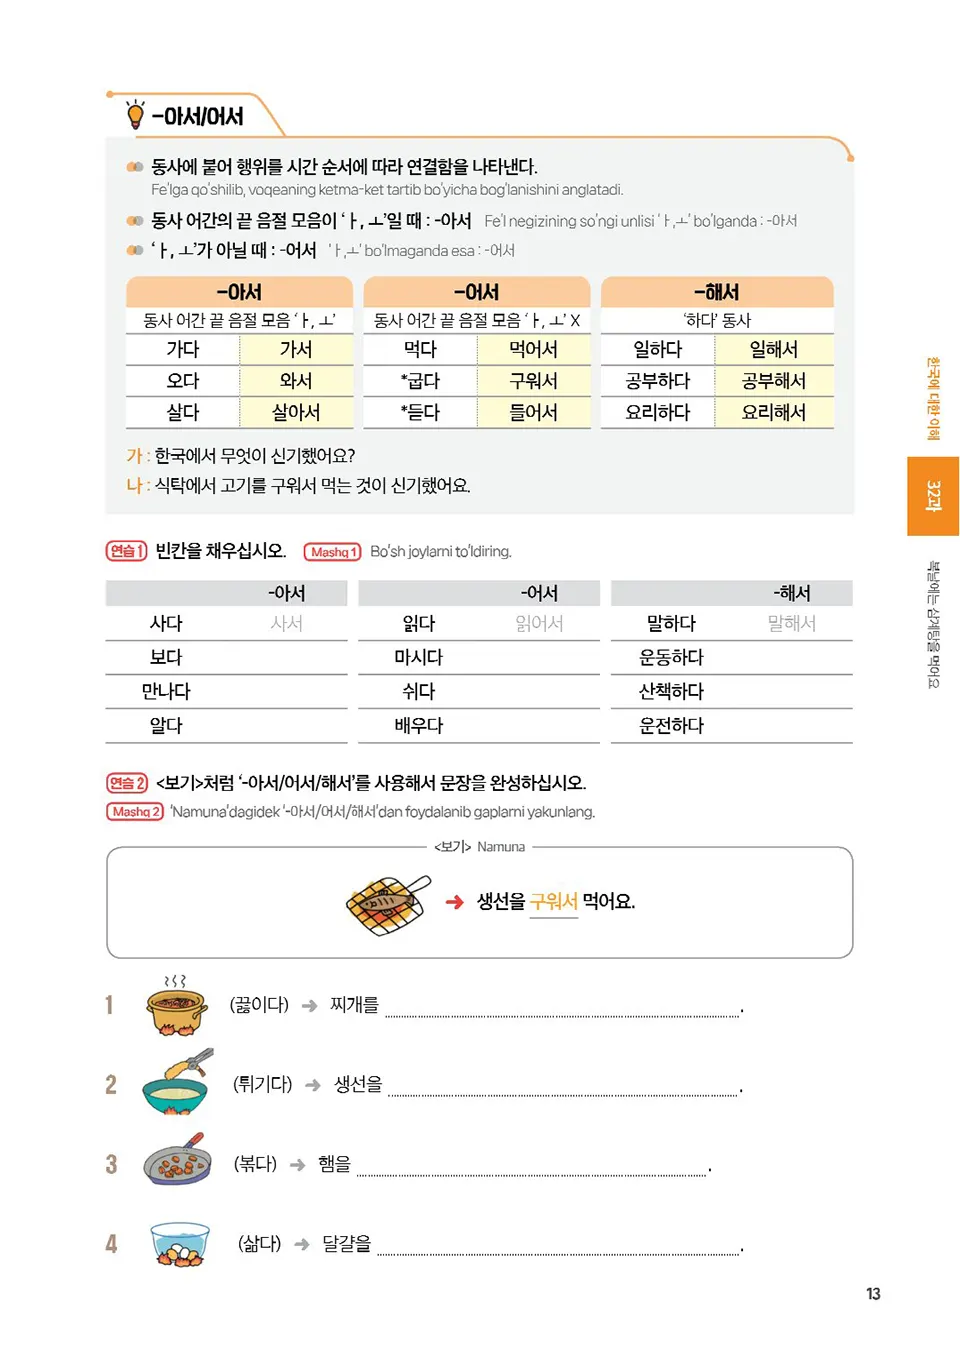 -아서/어서
동사에 붙어 행위를 시간 순서에 따라 연결함을 나타낸다.
Fe'lga qo'shilib, voqeaning ketma-ket tartib bo'yicha bog'lanishini anglatadi.
동사 어간의 끝 음절 모음이 'ㅏ, ㅗ'일 때 : -아서 Fe'l negizining so'ngi unlisi 'ㅏ,ㅗ' bo'lganda : -아서
'ㅏ, ㅗ'가 아닐 때 : -어서 'ㅏ,ㅗ' bo'lmaganda esa : -어서
-아서 -어서 -해서
동사 어간 끝 음절 모음 'ㅏ, ㅗ' 동사 어간 끝 음절 모음 'ㅏ, ㅗ' X '하다' 동사
가다 가서 먹다 먹어서 일하다 일해서
오다 와서 *굽다 구워서 공부하다 공부해서
살다 살아서 *듣다 들어서 요리하다 요리해서
가 : 한국에서 무엇이 신기했어요?
나 : 식탁에서 고기를 구워서 먹는 것이 신기했어요.
연습 1 빈칸을 채우십시오. Mashq 1 Bo'sh joylarni to'ldiring.
-아서 -어서 -해서
사다 사서 읽다 읽어서 말하다 말해서
보다 마시다 운동하다
만나다 쉬다 산책하다
알다 배우다 운전하다
연습 2 <보기>처럼 '-아서/어서/해서'를 사용해서 문장을 완성하십시오.
Mashq 2 'Namuna'dagidek '-아서/어서/해서'dan foydalanib gaplarni yakunlang.
<보기> Namuna
➔ 생선을 구워서 먹어요.
1 (끓이다) ➔ 찌개를 .
2 (튀기다) ➔ 생선을 .
3 (볶다) ➔ 햄을 .
4 (삶다) ➔ 달걀을 .
한국에 대한 이해
32과
복날에는 삼계탕을 먹어요
13